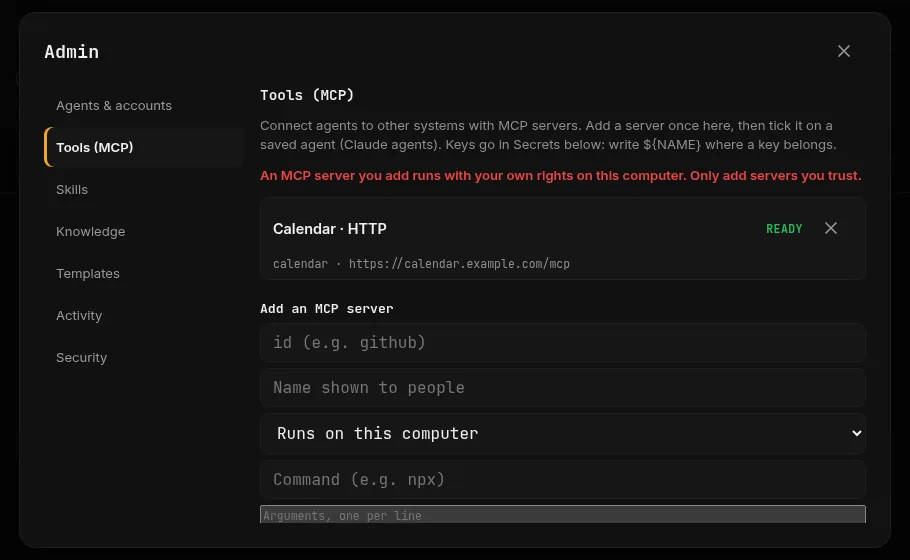 Admin
Agents & accounts
Tools (MCP)
Skills
Knowledge
Templates
Activity
Security
Tools (MCP)
Connect agents to other systems with MCP servers. Add a server once here, then tick it on a
saved agent (Claude agents). Keys go in Secrets below: write ${NAME} where a key belongs.
An MCP server you add runs with your own rights on this computer. Only add servers you trust.
Calendar · HTTP
READY
calendar · https://calendar.example.com/mcp
Add an MCP server
id (e.g. github)
Name shown to people
Runs on this computer
Command (e.g. npx)
Arguments, one per line